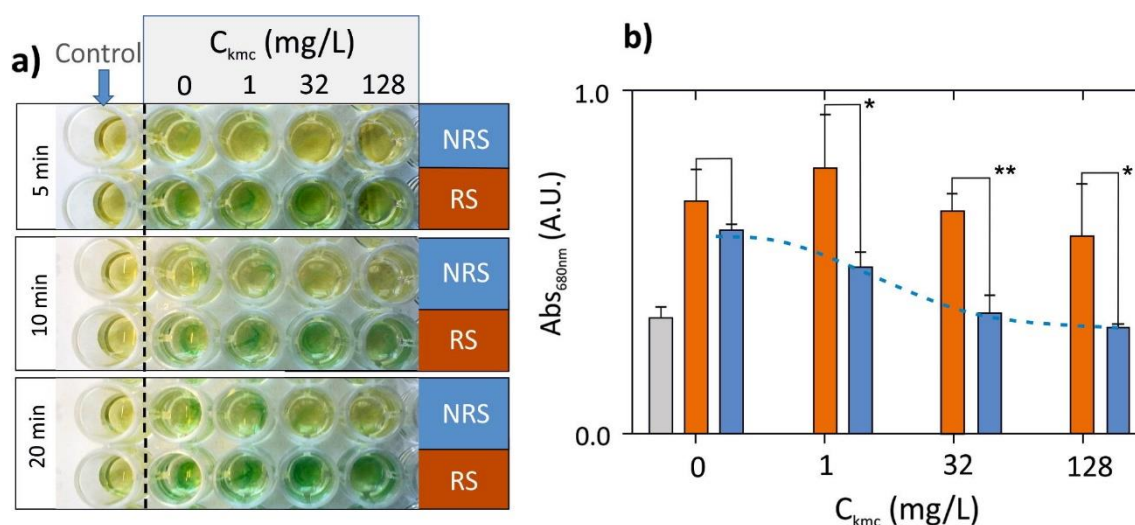 a)
Control
C_kmc (mg/L)
0 1 32 128
5 min
NRS
RS
10 min
NRS
RS
20 min
NRS
RS
b)
1.0
*
**
*
Abs_680nm (A.U.)
0.0
0 1 32 128
C_kmc (mg/L)